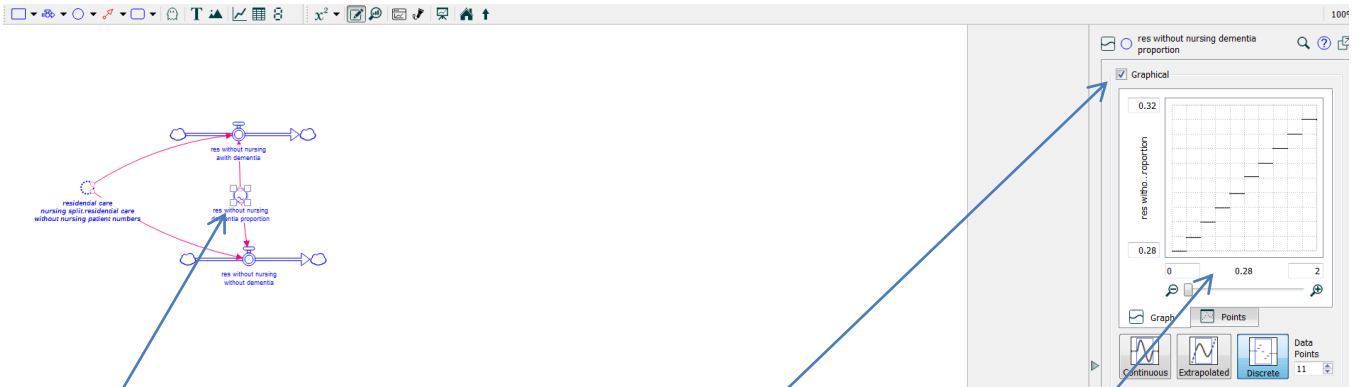 T
8
x²
100%
res without nursing dementia
proportion
?
Graphical
0.32
res witho...roportion
0.28
0
0.28
2
Graph
Points
Continuous
Extrapolated
Discrete
Data
Points
11
res without nursing
awith dementia
residential care
nursing split.residential care
without nursing patient numbers
res without nursing
dementia proportion
res without nursing
without dementia